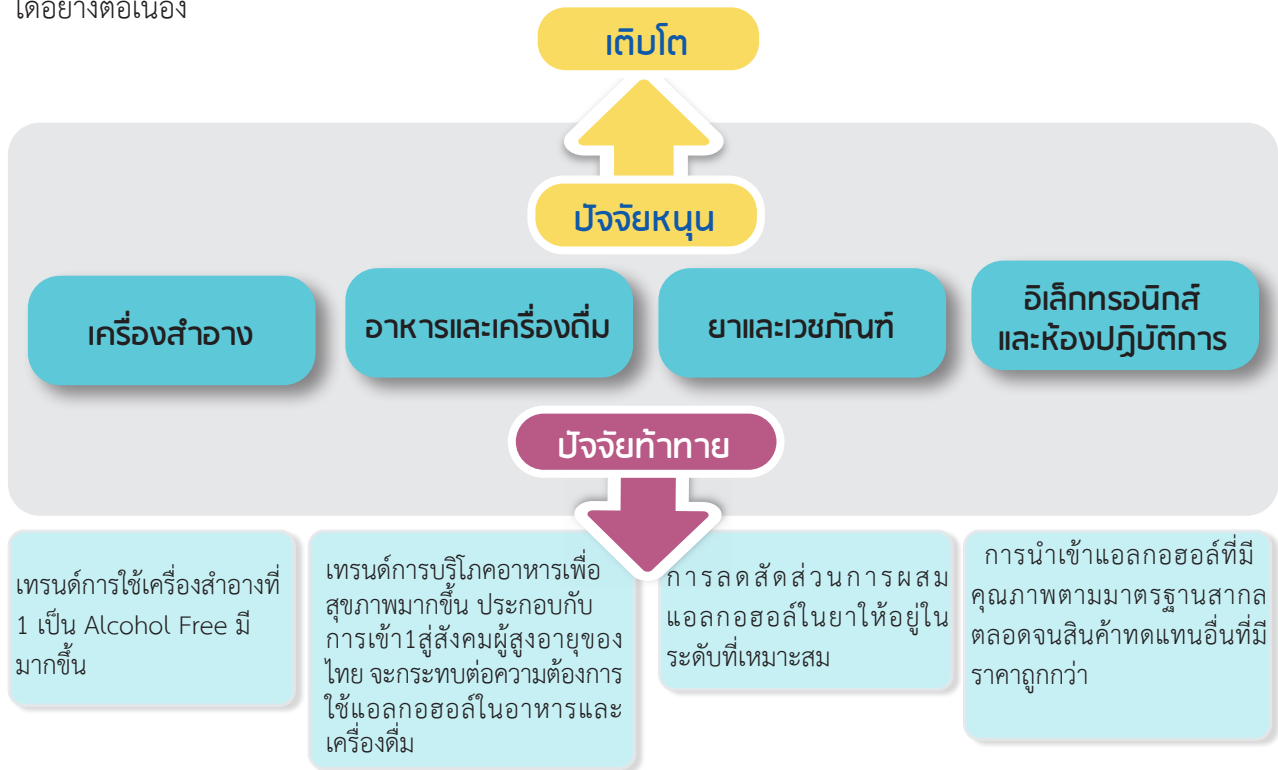 ได้อย่างต่อเนื่อง
เติบโต
ปัจจัยหนุน
เครื่องสำอาง
อาหารและเครื่องดื่ม
ยาและเวชภัณฑ์
อิเล็กทรอนิกส์
และห้องปฏิบัติการ
ปัจจัยท้าทาย
เทรนด์การใช้เครื่องสำอางที่
1 เป็น Alcohol Free มี
มากขึ้น
เทรนด์การบริโภคอาหารเพื่อ
สุขภาพมากขึ้น ประกอบกับ
การเข้า1สู่สังคมผู้สูงอายุของ
ไทย จะกระทบต่อความต้องการ
ใช้แอลกอฮอล์ในอาหารและ
เครื่องดื่ม
การลดสัดส่วนการผสม
แอลกอฮอล์ในยาให้อยู่ใน
ระดับที่เหมาะสม
การนำเข้าแอลกอฮอล์ที่มี
คุณภาพตามมาตรฐานสากล
ตลอดจนสินค้าทดแทนอื่นที่มี
ราคาถูกกว่า